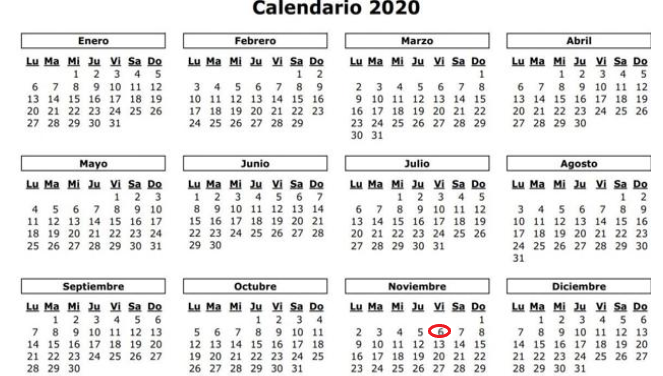 Calendario 2020
Enero
Lu Ma Mi Ju Vi Sa Do
1 2 3 4 5
6 7 8 9 10 11 12
13 14 15 16 17 18 19
20 21 22 23 24 25 26
27 28 29 30 31
Febrero
Lu Ma Mi Ju Vi Sa Do
1 2
3 4 5 6 7 8 9
10 11 12 13 14 15 16
17 18 19 20 21 22 23
24 25 26 27 28 29
Marzo
Lu Ma Mi Ju Vi Sa Do
1
2 3 4 5 6 7 8
9 10 11 12 13 14 15
16 17 18 19 20 21 22
23 24 25 26 27 28 29
30 31
Abril
Lu Ma Mi Ju Vi Sa Do
1 2 3 4 5
6 7 8 9 10 11 12
13 14 15 16 17 18 19
20 21 22 23 24 25 26
27 28 29 30
Mayo
Lu Ma Mi Ju Vi Sa Do
1 2 3
4 5 6 7 8 9 10
11 12 13 14 15 16 17
18 19 20 21 22 23 24
25 26 27 28 29 30 31
Junio
Lu Ma Mi Ju Vi Sa Do
1 2 3 4 5 6 7
8 9 10 11 12 13 14
15 16 17 18 19 20 21
22 23 24 25 26 27 28
29 30
Julio
Lu Ma Mi Ju Vi Sa Do
1 2 3 4 5
6 7 8 9 10 11 12
13 14 15 16 17 18 19
20 21 22 23 24 25 26
27 28 29 30 31
Agosto
Lu Ma Mi Ju Vi Sa Do
1 2
3 4 5 6 7 8 9
10 11 12 13 14 15 16
17 18 19 20 21 22 23
24 25 26 27 28 29 30
31
Septiembre
Lu Ma Mi Ju Vi Sa Do
1 2 3 4 5 6
7 8 9 10 11 12 13
14 15 16 17 18 19 20
21 22 23 24 25 26 27
28 29 30
Octubre
Lu Ma Mi Ju Vi Sa Do
1 2 3 4
5 6 7 8 9 10 11
12 13 14 15 16 17 18
19 20 21 22 23 24 25
26 27 28 29 30 31
Noviembre
Lu Ma Mi Ju Vi Sa Do
1
2 3 4 5 6 7 8
9 10 11 12 13 14 15
16 17 18 19 20 21 22
23 24 25 26 27 28 29
Diciembre
Lu Ma Mi Ju Vi Sa Do
1 2 3 4 5 6
7 8 9 10 11 12 13
14 15 16 17 18 19 20
21 22 23 24 25 26 27
28 29 30 31